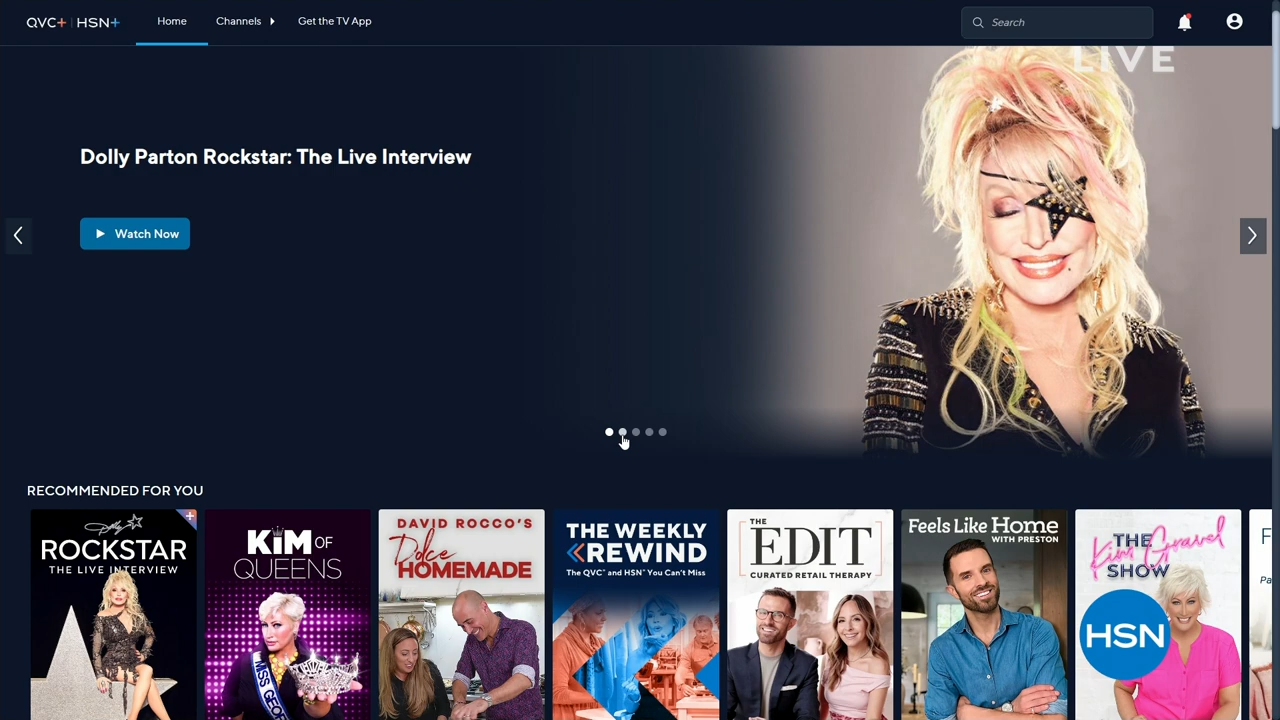 QVC+ | HSN+
Home
Channels
Get the TV App
Search
LIVE
Dolly Parton Rockstar: The Live Interview
Watch Now
RECOMMENDED FOR YOU
Dolly
ROCKSTAR
THE LIVE INTERVIEW
KiM OF
QUEENS
DAVID ROCCO'S
Dolce
HOMEMADE
THE WEEKLY
REWIND
The QVC® and HSN® You Can't Miss
THE
EDIT
CURATED RETAIL THERAPY
Feels Like Home
WITH PRESTON
THE
Kim Gravel
SHOW
HSN
F
Pa